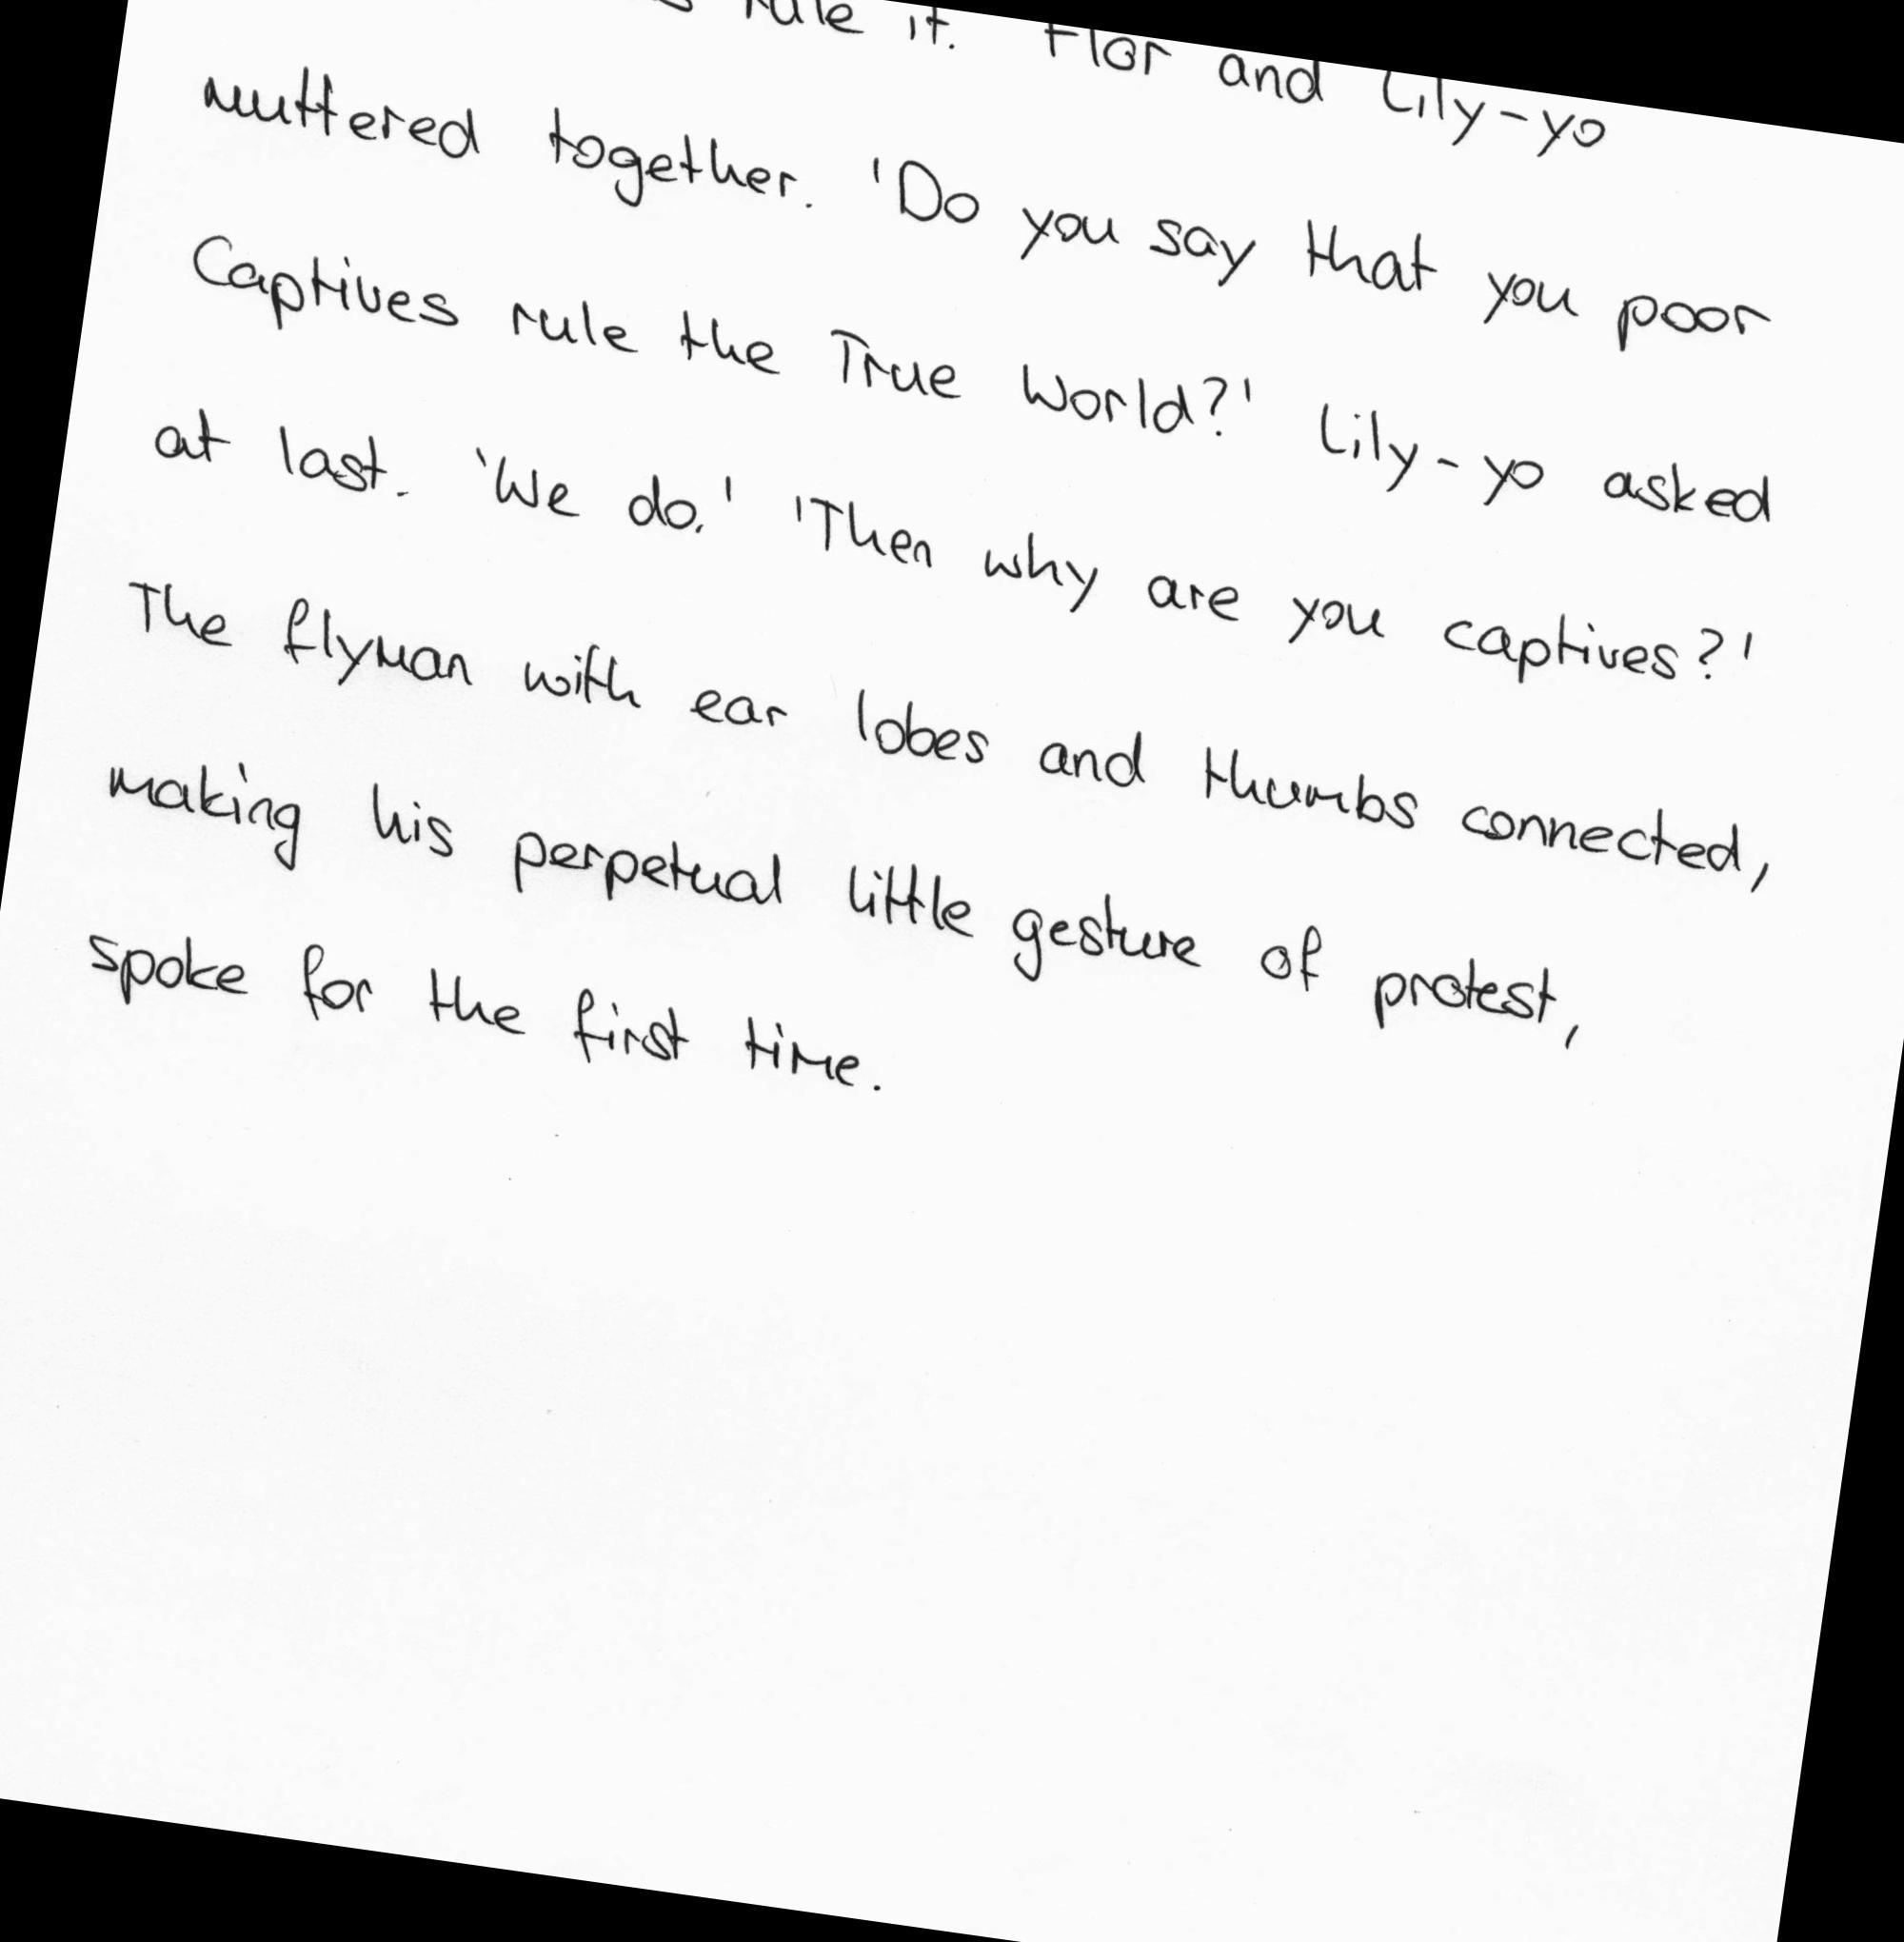 rule it. Flor and Lily-yo
muttered together. 'Do you say that you poor
Captives rule the True World?' Lily-yo asked
at last. 'We do.' 'Then why are you captives?'
The flyman with ear lobes and thumbs connected,
making his perpetual little gesture of protest,
spoke for the first time.